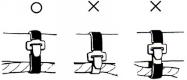 ○ × ×